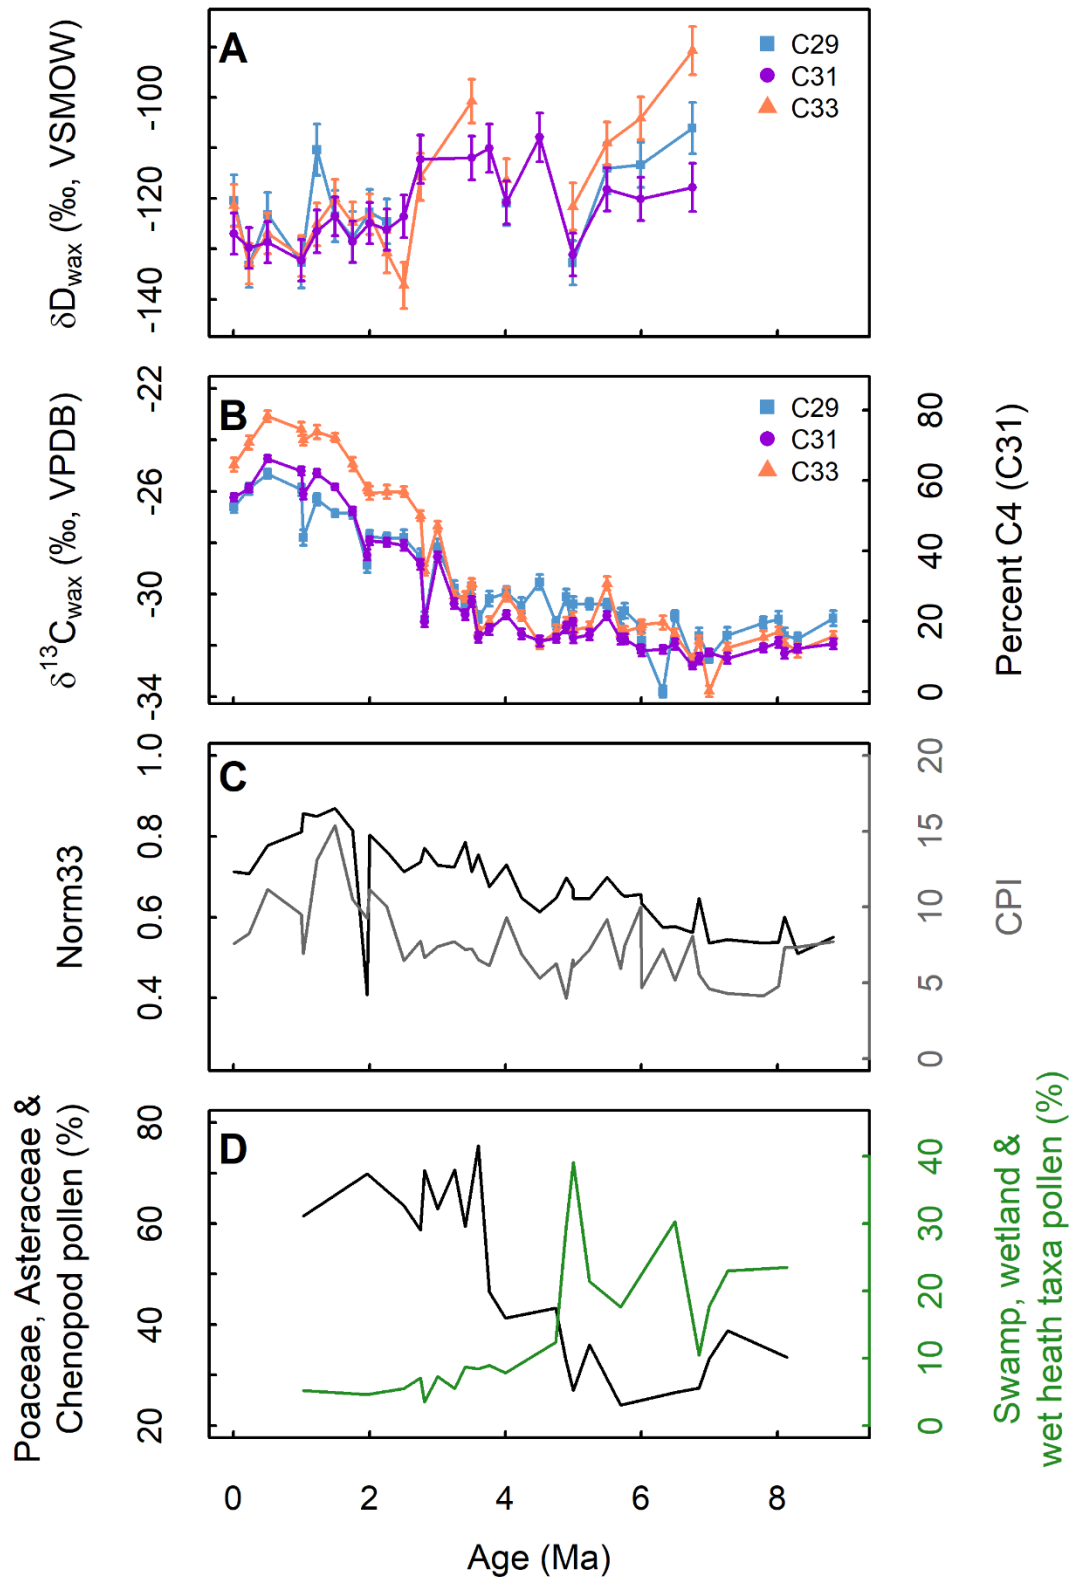 A
C29
C31
C33
δD_wax (‰, VSMOW)
-100
-120
-140
B
C29
C31
C33
δ¹³C_wax (‰, VPDB)
-22
-26
-30
-34
Percent C4 (C31)
80
60
40
20
0
C
Norm33
1.0
0.8
0.6
0.4
CPI
20
15
10
5
0
D
Poaceae, Asteraceae &
Chenopod pollen (%)
80
60
40
20
Swamp, wetland &
wet heath taxa pollen (%)
40
30
20
10
0
0 2 4 6 8
Age (Ma)